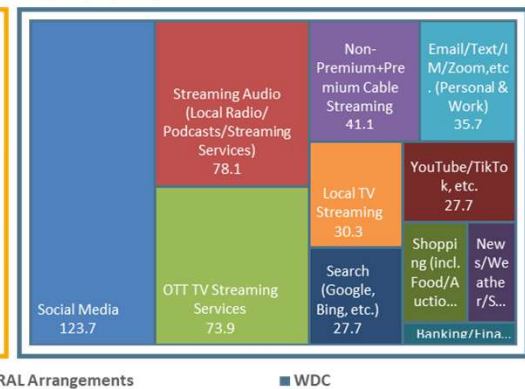 Social Media
123.7
Streaming Audio
(Local Radio/
Podcasts/Streaming
Services)
78.1
OTT TV Streaming
Services
73.9
Non-
Premium+Pre
mium Cable
Streaming
41.1
Email/Text/I
M/Zoom,etc
. (Personal &
Work)
35.7
Local TV
Streaming
30.3
Search
(Google,
Bing, etc.)
27.7
YouTube/TikTo
k, etc.
27.7
Shoppi
ng (incl.
Food/A
uctio...
New
s/We
athe
r/S...
Banking/Fina...
RAL Arrangements
WDC